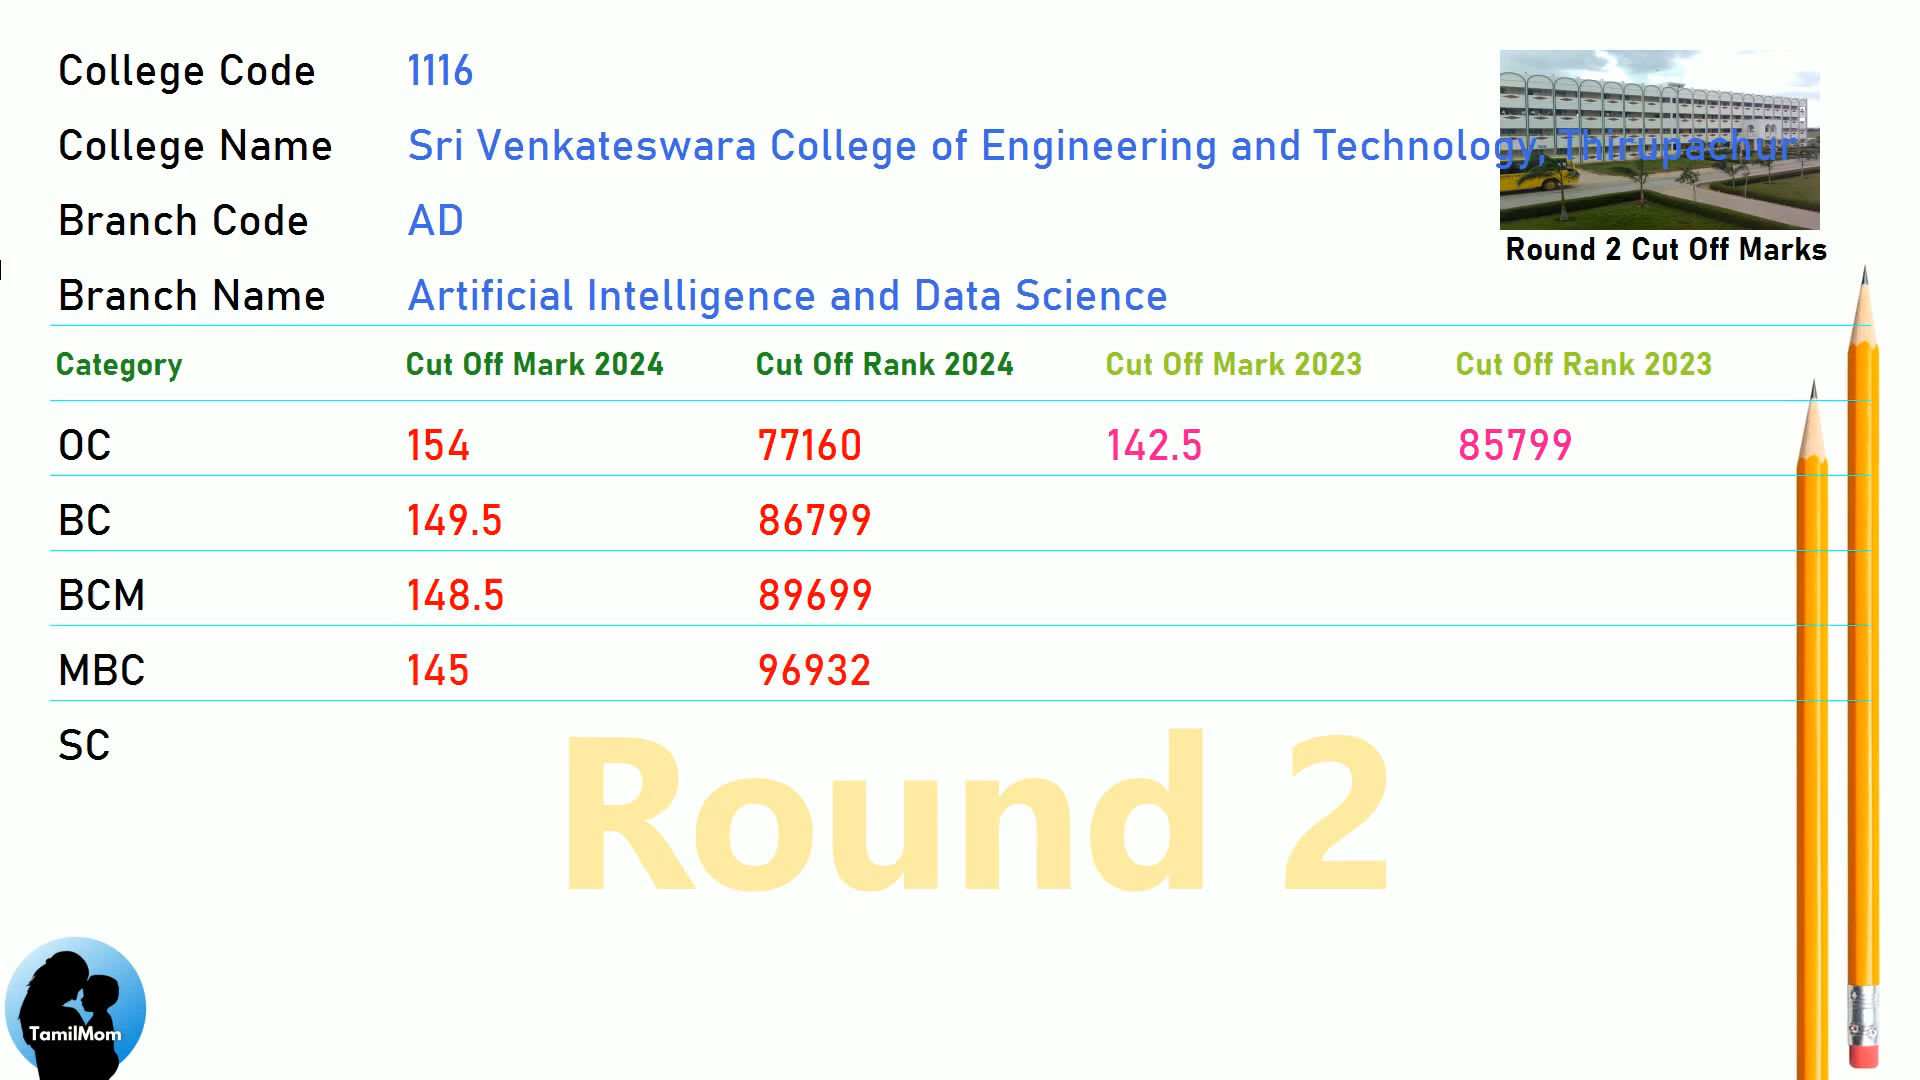 College Code 1116
College Name Sri Venkateswara College of Engineering and Technology, Thirupachur
Branch Code AD
Round 2 Cut Off Marks
Branch Name Artificial Intelligence and Data Science
Category Cut Off Mark 2024 Cut Off Rank 2024 Cut Off Mark 2023 Cut Off Rank 2023
OC 154 77160 142.5 85799
BC 149.5 86799
BCM 148.5 89699
MBC 145 96932
SC
Round 2
TamilMom